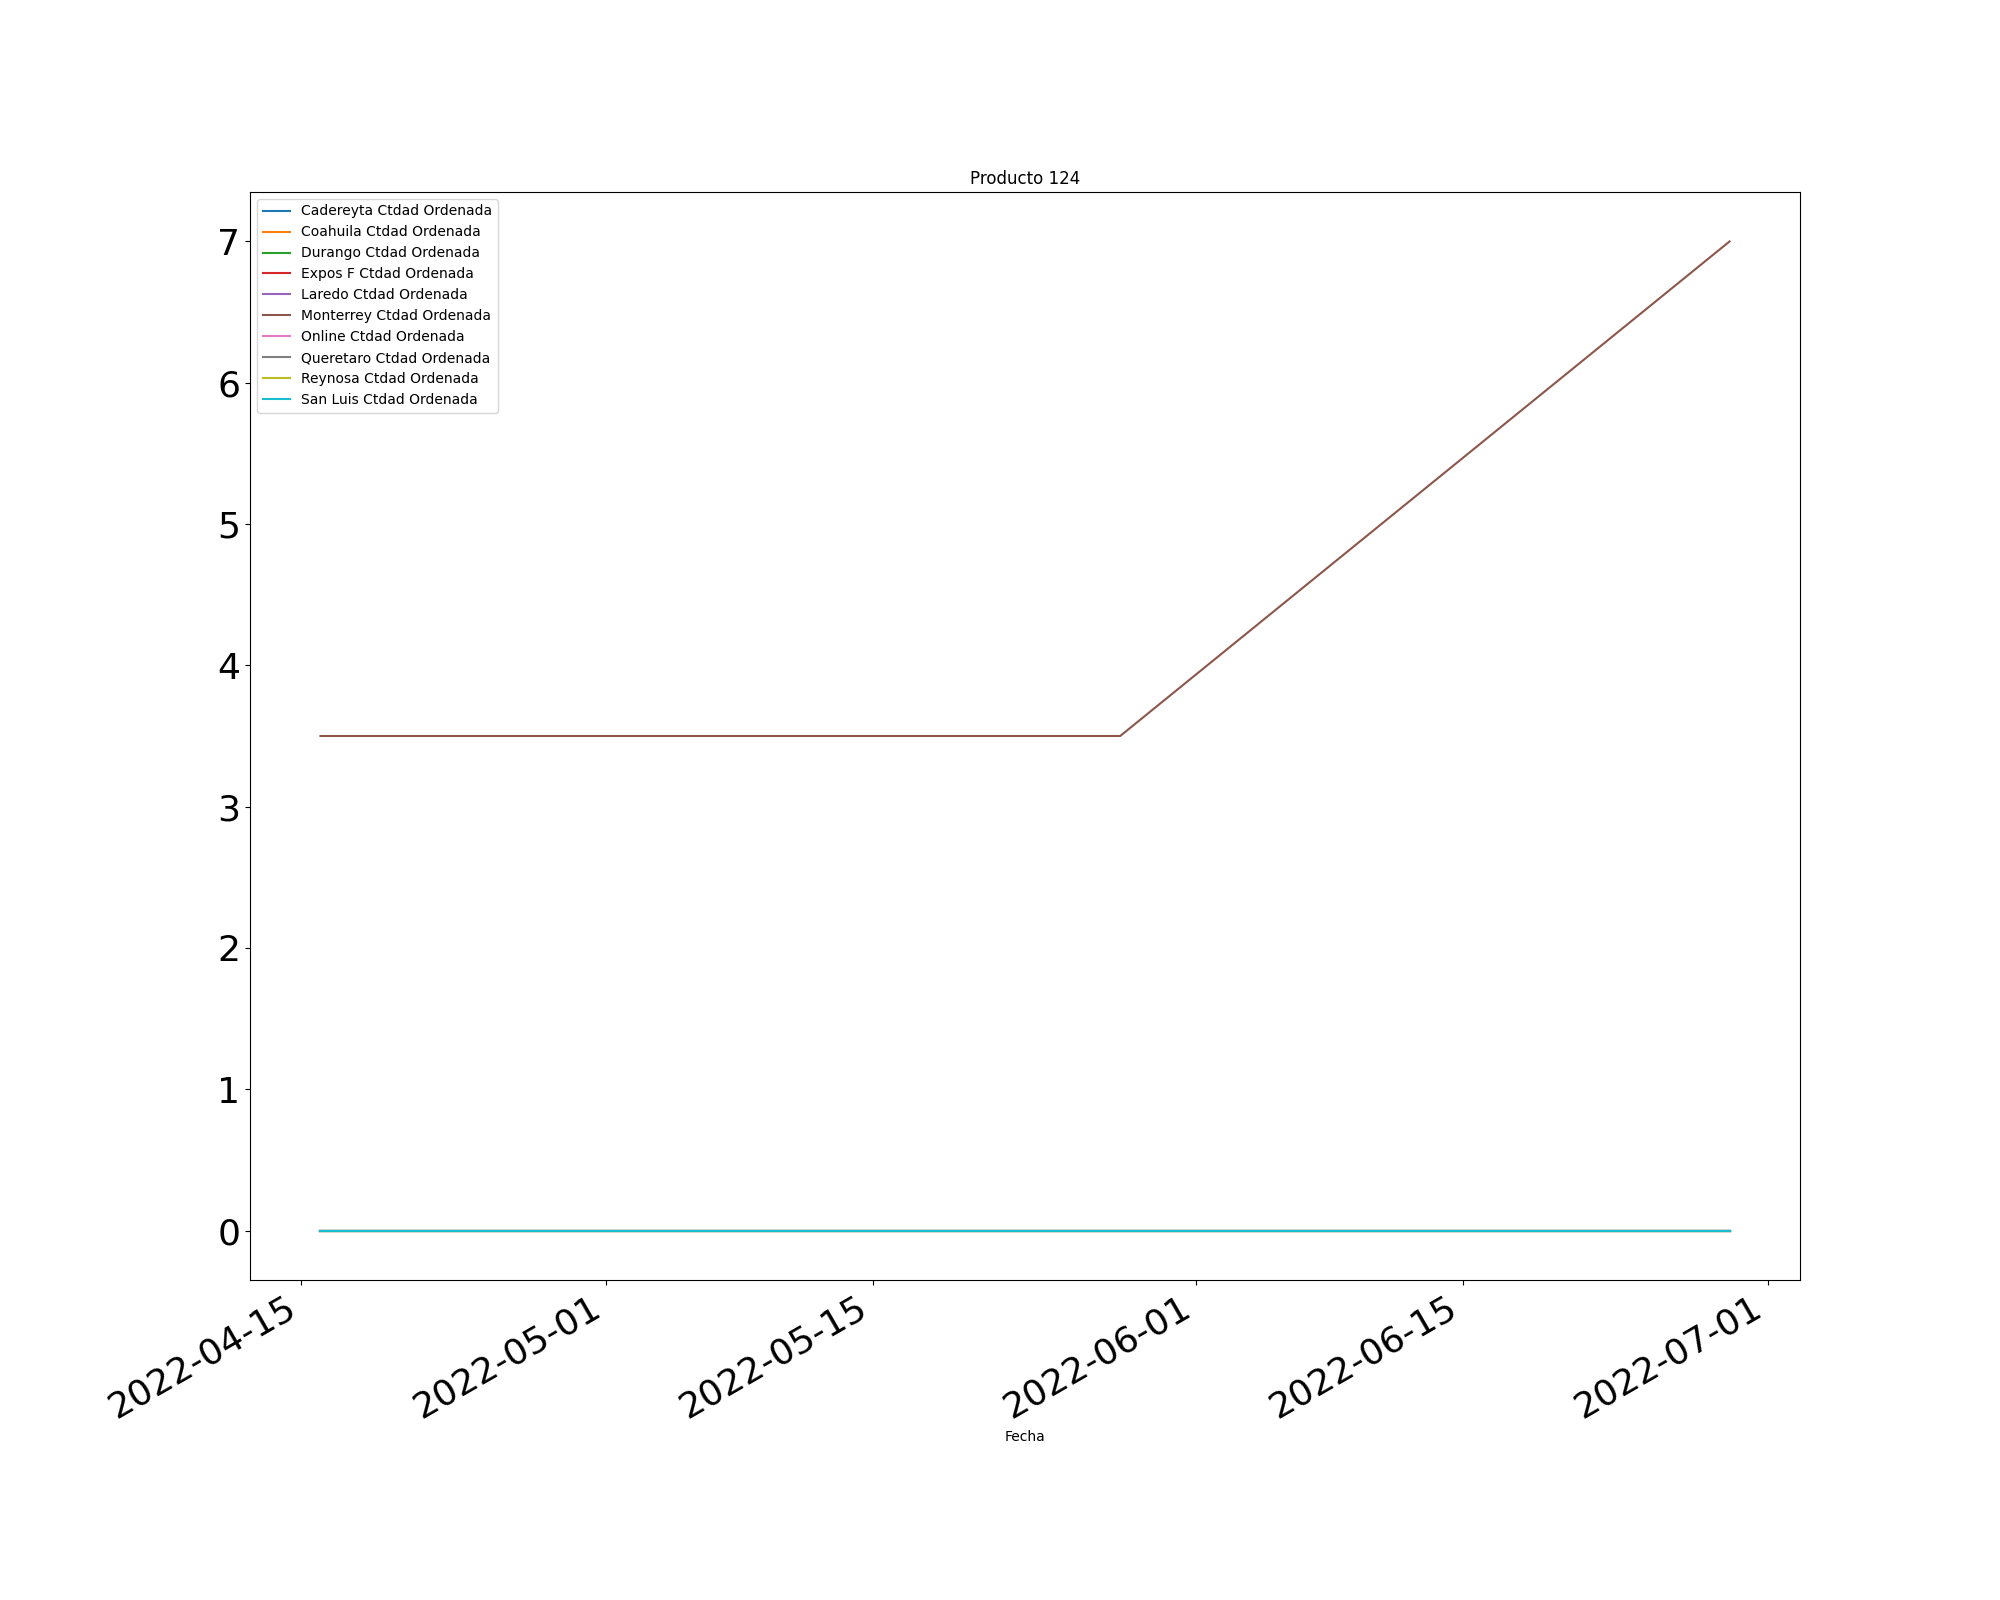 Producto 124
Cadereyta Ctdad Ordenada
Coahuila Ctdad Ordenada
Durango Ctdad Ordenada
Expos F Ctdad Ordenada
Laredo Ctdad Ordenada
Monterrey Ctdad Ordenada
Online Ctdad Ordenada
Queretaro Ctdad Ordenada
Reynosa Ctdad Ordenada
San Luis Ctdad Ordenada
7
6
5
4
3
2
1
0
2022-04-15
2022-05-01
2022-05-15
2022-06-01
2022-06-15
2022-07-01
Fecha